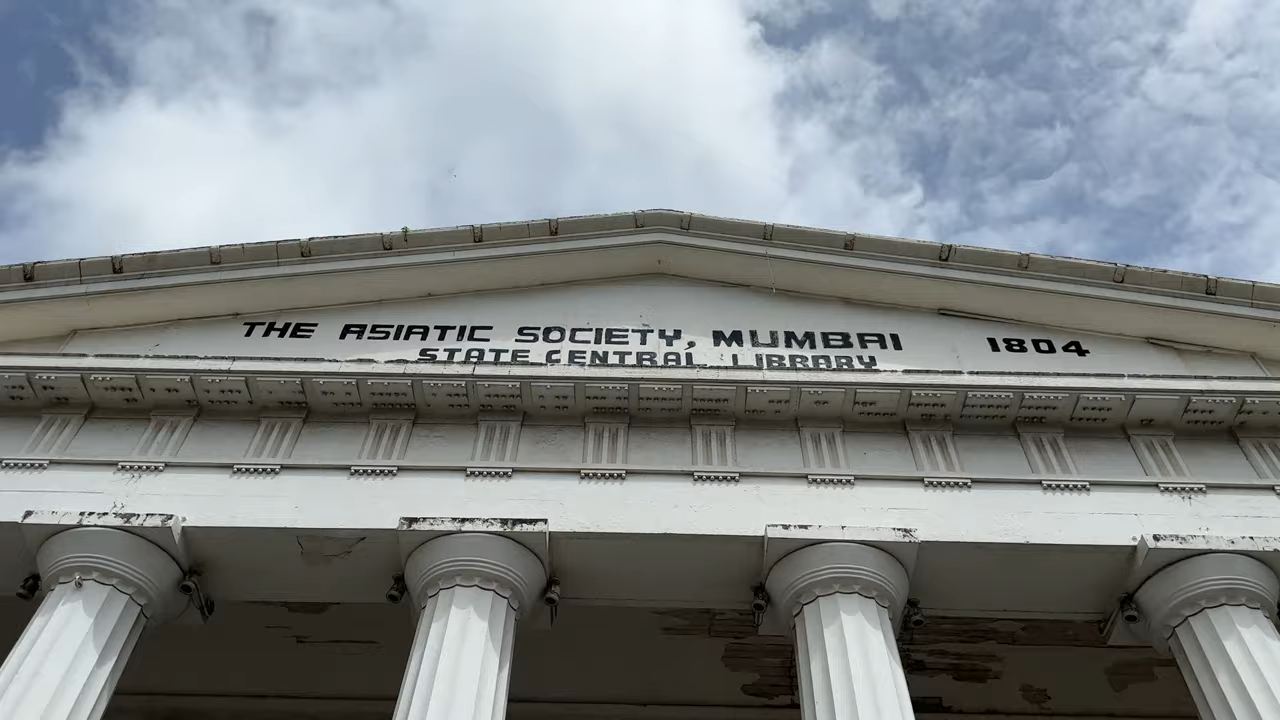 THE ASIATIC SOCIETY, MUMBAI 1804
STATE CENTRAL LIBRARY